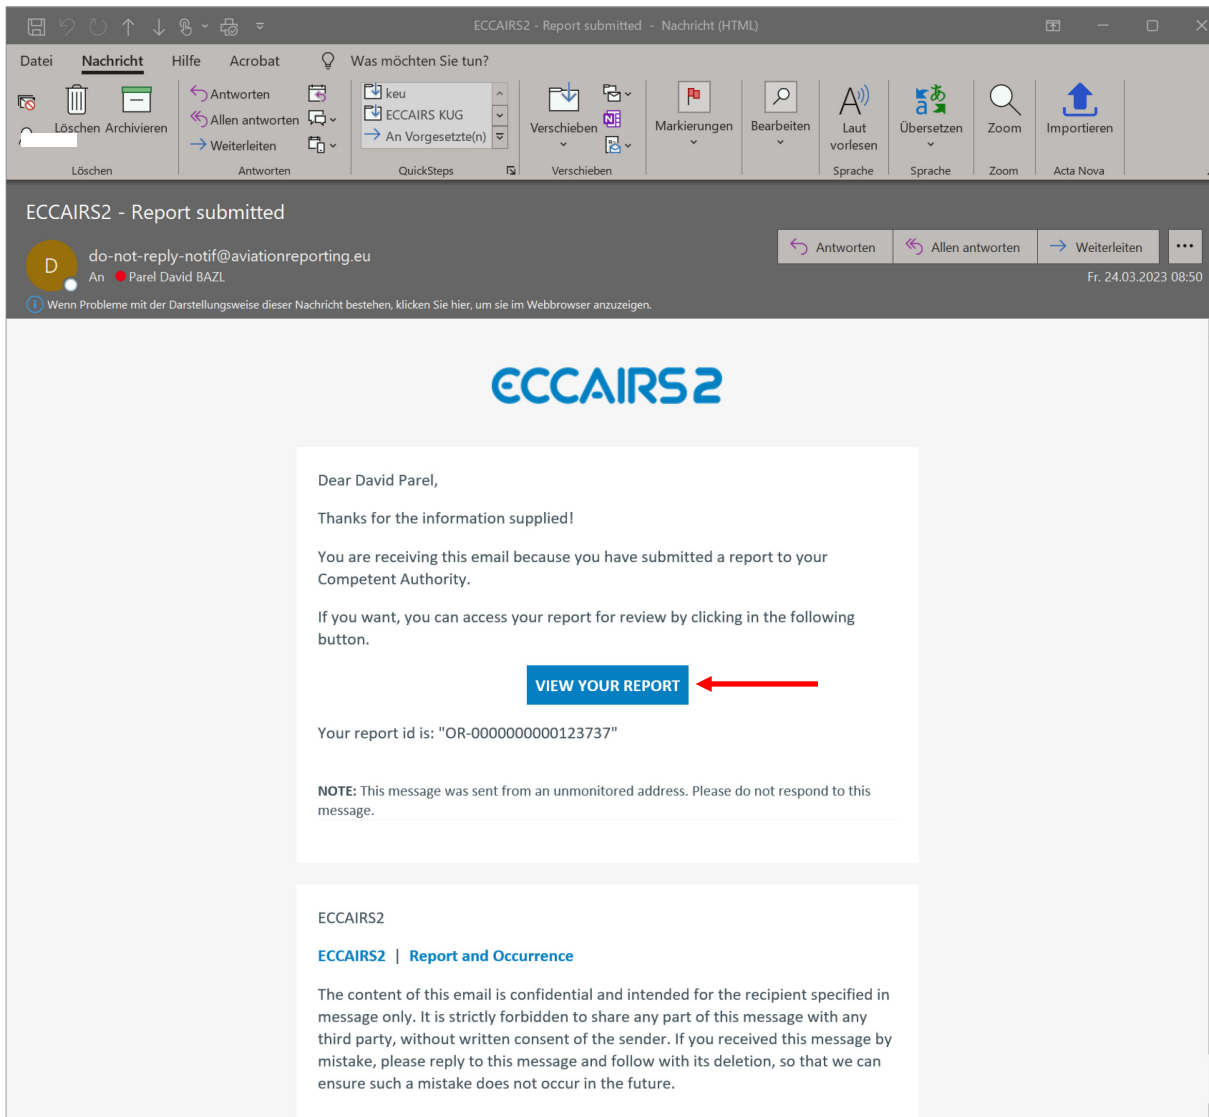 ECCAIRS2 - Report submitted - Nachricht (HTML)
Datei Nachricht Hilfe Acrobat Was möchten Sie tun?
Löschen Archivieren
Löschen
Antworten
Allen antworten
Weiterleiten
Antworten
keu
ECCAIRS KUG
An Vorgesetzte(n)
QuickSteps
Verschieben
Verschieben
Markierungen
Bearbeiten
Laut
vorlesen
Sprache
Übersetzen
Sprache
Zoom
Zoom
Importieren
Acta Nova
ECCAIRS2 - Report submitted
D
do-not-reply-notif@aviationreporting.eu
An Parel David BAZL
Antworten Allen antworten Weiterleiten
Fr. 24.03.2023 08:50
Wenn Probleme mit der Darstellungsweise dieser Nachricht bestehen, klicken Sie hier, um sie im Webbrowser anzuzeigen.
ECCAIRS2
Dear David Parel,
Thanks for the information supplied!
You are receiving this email because you have submitted a report to your
Competent Authority.
If you want, you can access your report for review by clicking in the following
button.
VIEW YOUR REPORT
Your report id is: "OR-0000000000123737"
NOTE: This message was sent from an unmonitored address. Please do not respond to this
message.
ECCAIRS2
ECCAIRS2 | Report and Occurrence
The content of this email is confidential and intended for the recipient specified in
message only. It is strictly forbidden to share any part of this message with any
third party, without written consent of the sender. If you received this message by
mistake, please reply to this message and follow with its deletion, so that we can
ensure such a mistake does not occur in the future.